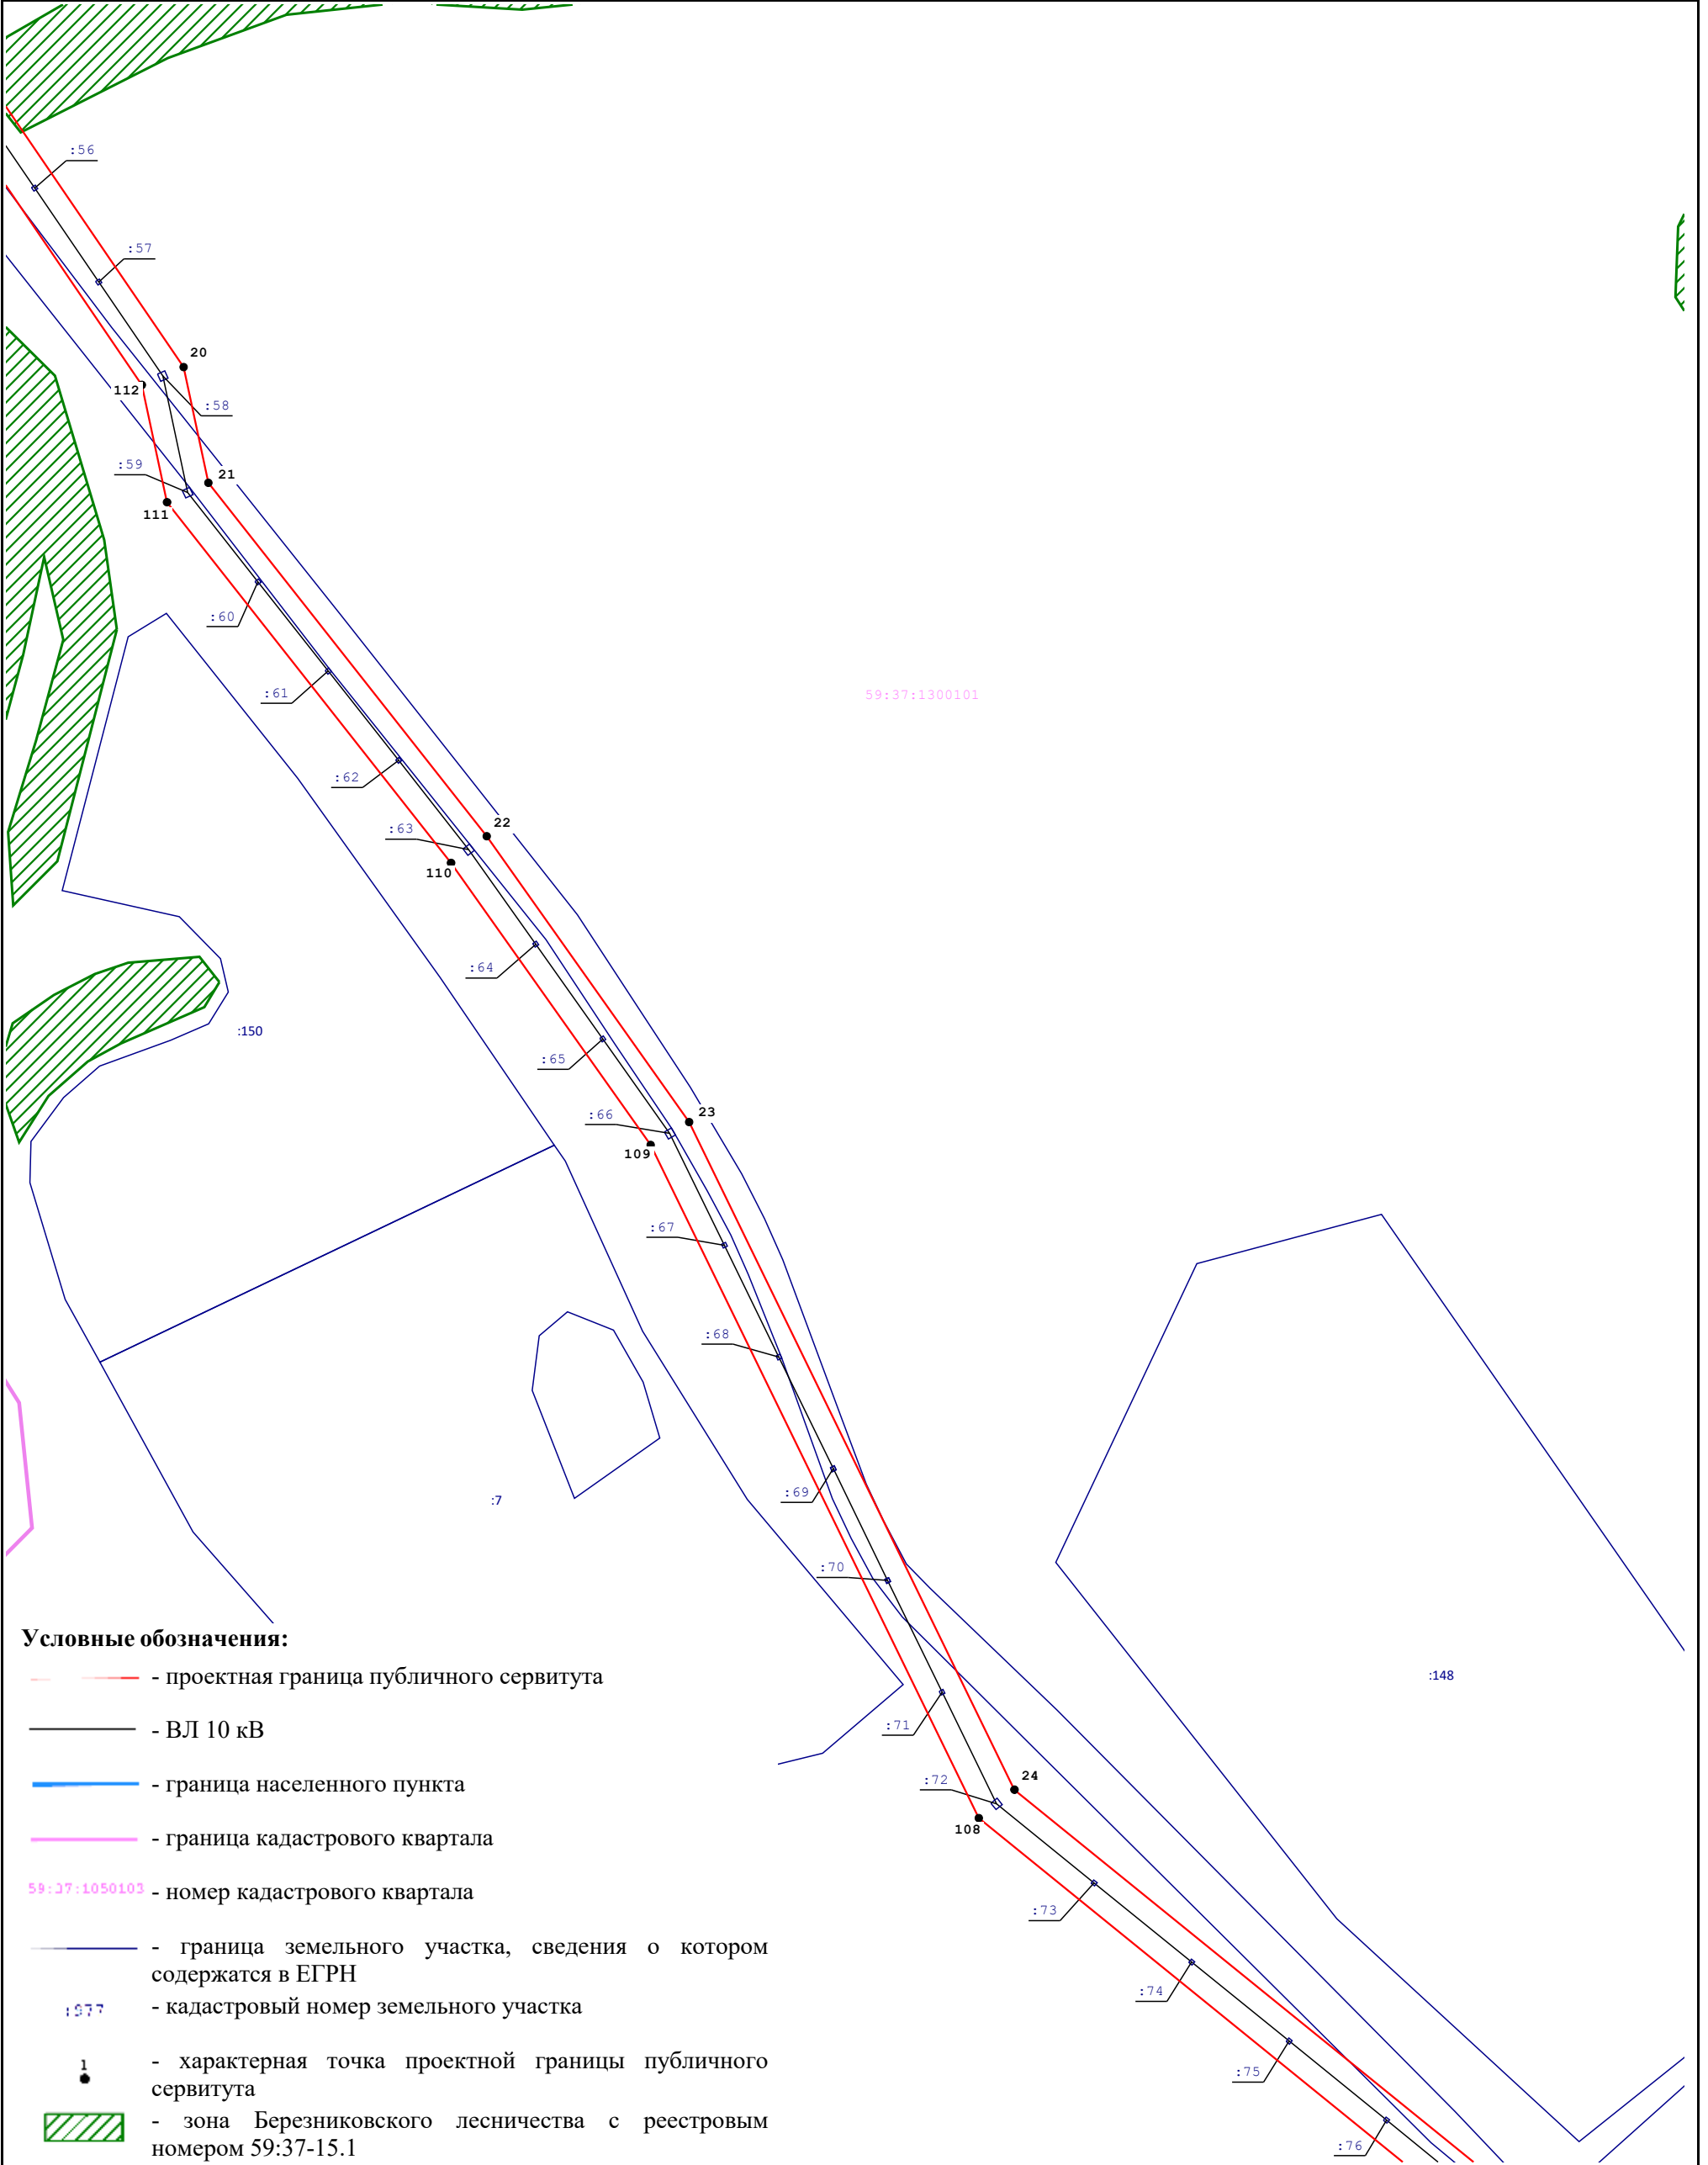 :56
:57
20
112
:58
:59
21
111
:60
:61
59:37:1300101
:62
22
:63
110
:64
:150
:65
23
:66
109
:67
:68
:69
:7
:70
Условные обозначения:
- проектная граница публичного сервитута
:148
:71
- ВЛ 10 кВ
24
:72
- граница населенного пункта
108
- граница кадастрового квартала
59:37:1050103 - номер кадастрового квартала
:73
- граница земельного участка, сведения о котором
содержатся в ЕГРН
:74
:977 - кадастровый номер земельного участка
:75
1
- характерная точка проектной границы публичного
сервитута
- зона Березниковского лесничества с реестровым
номером 59:37-15.1
:76